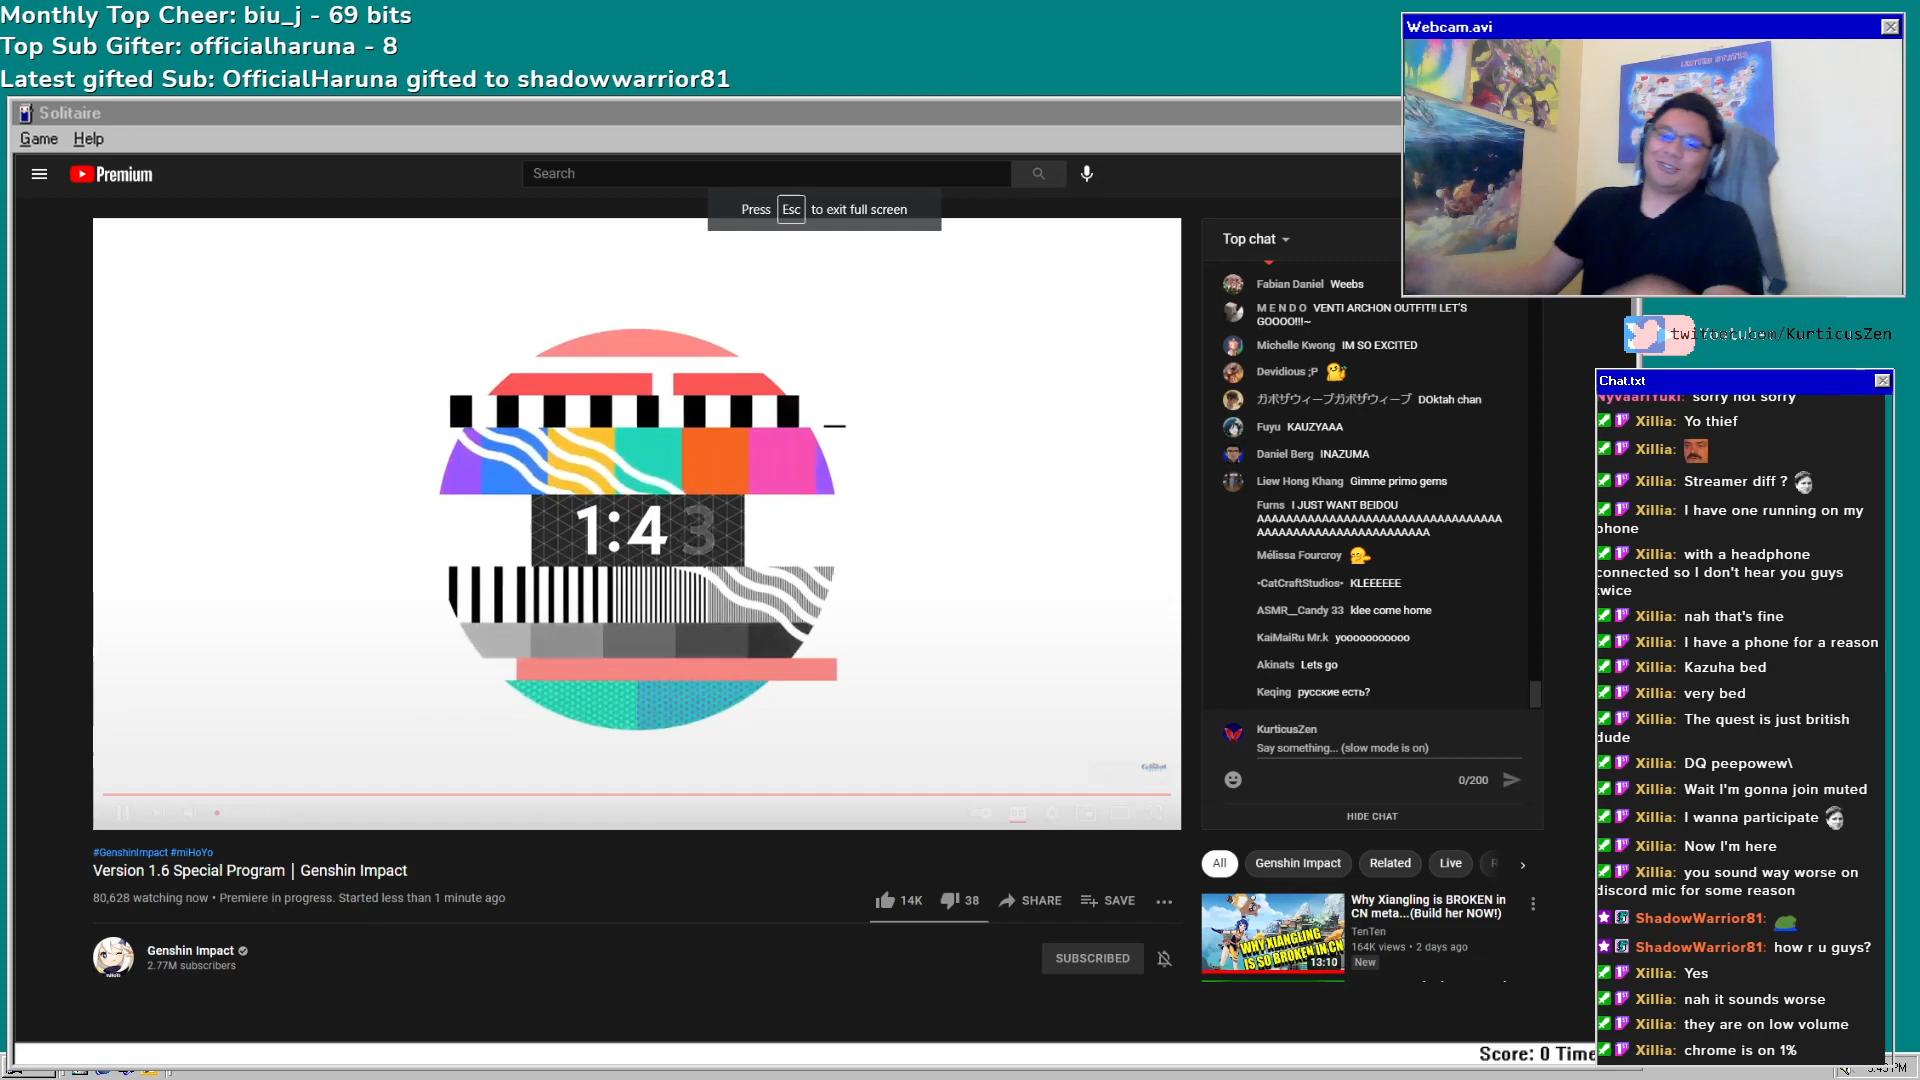 Monthly Top Cheer: biu_j - 69 bits
Top Sub Gifter: officialharuna - 8
Latest gifted Sub: OfficialHaruna gifted to shadowwarrior81
Webcam.avi
UNITED STATES
Solitaire
Game Help
Premium
Search
Press Esc to exit full screen
1:4 3
Top chat
Fabian Daniel Weebs
M E N D O VENTI ARCHON OUTFIT!! LET'S
GOOOO!!!~
Michelle Kwong IM SO EXCITED
Devidious ;P
ガボザヴィーブガボザヴィーブ DOktah chan
Fuyu KAUZYAAA
Daniel Berg INAZUMA
Liew Hong Khang Gimme primo gems
Furns I JUST WANT BEIDOU
AAAAAAAAAAAAAAAAAAAAAAAAAAAAAAAAAA
AAAAAAAAAAAAAAAAAAAAAAAA
Mélissa Fourcroy
•CatCraftStudios• KLEEEEEE
ASMR__Candy 33 klee come home
KaiMaiRu Mr.k yooooooooooo
Akinats Lets go
Keqing русские есть?
KurticusZen
Say something... (slow mode is on)
0/200
HIDE CHAT
#GenshinImpact #miHoYo
Version 1.6 Special Program | Genshin Impact
80,628 watching now • Premiere in progress. Started less than 1 minute ago
14K 38 SHARE SAVE
Genshin Impact
2.77M subscribers
SUBSCRIBED
All Genshin Impact Related Live
WHY XIANGLING
IS SO BROKEN IN CN
13:10
Why Xiangling is BROKEN in
CN meta...(Build her NOW!)
TenTen
164K views • 2 days ago
New
/KurticusZen
Chat.txt
NyvaariYuki: sorry not sorry
Xillia: Yo thief
Xillia:
Xillia: Streamer diff ?
Xillia: I have one running on my
phone
Xillia: with a headphone
connected so I don't hear you guys
twice
Xillia: nah that's fine
Xillia: I have a phone for a reason
Xillia: Kazuha bed
Xillia: very bed
Xillia: The quest is just british
dude
Xillia: DQ peepowew\
Xillia: Wait I'm gonna join muted
Xillia: I wanna participate
Xillia: Now I'm here
Xillia: you sound way worse on
discord mic for some reason
ShadowWarrior81:
ShadowWarrior81: how r u guys?
Xillia: Yes
Xillia: nah it sounds worse
Xillia: they are on low volume
Xillia: chrome is on 1%
Score: 0 Time